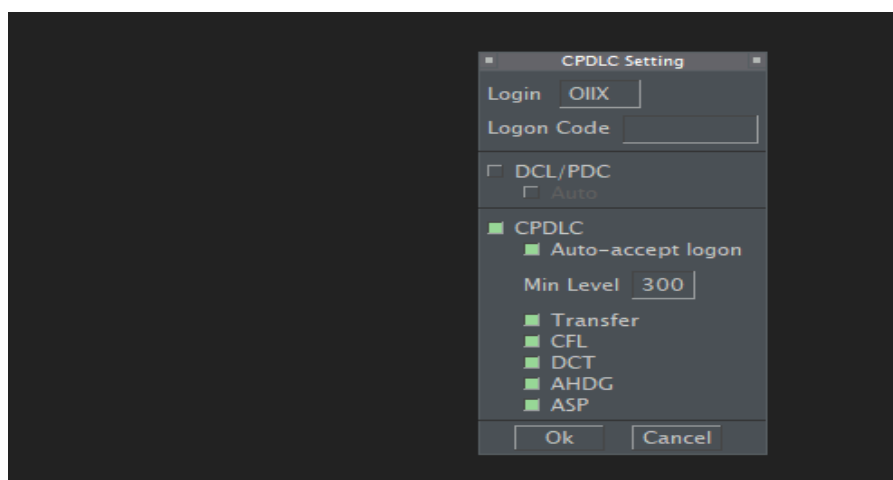 CPDLC Setting
Login OIIX
Logon Code
DCL/PDC
Auto
CPDLC
Auto-accept logon
Min Level 300
Transfer
CFL
DCT
AHDG
ASP
Ok Cancel